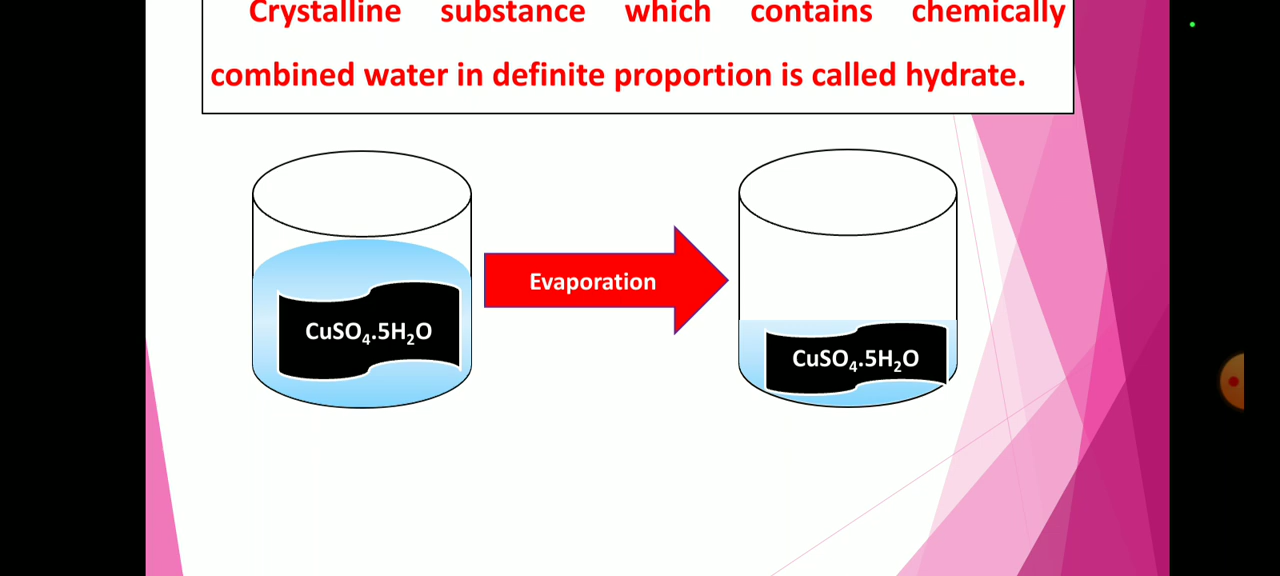 Crystalline substance which contains chemically
combined water in definite proportion is called hydrate.
Evaporation
CuSO₄.5H₂O
CuSO₄.5H₂O